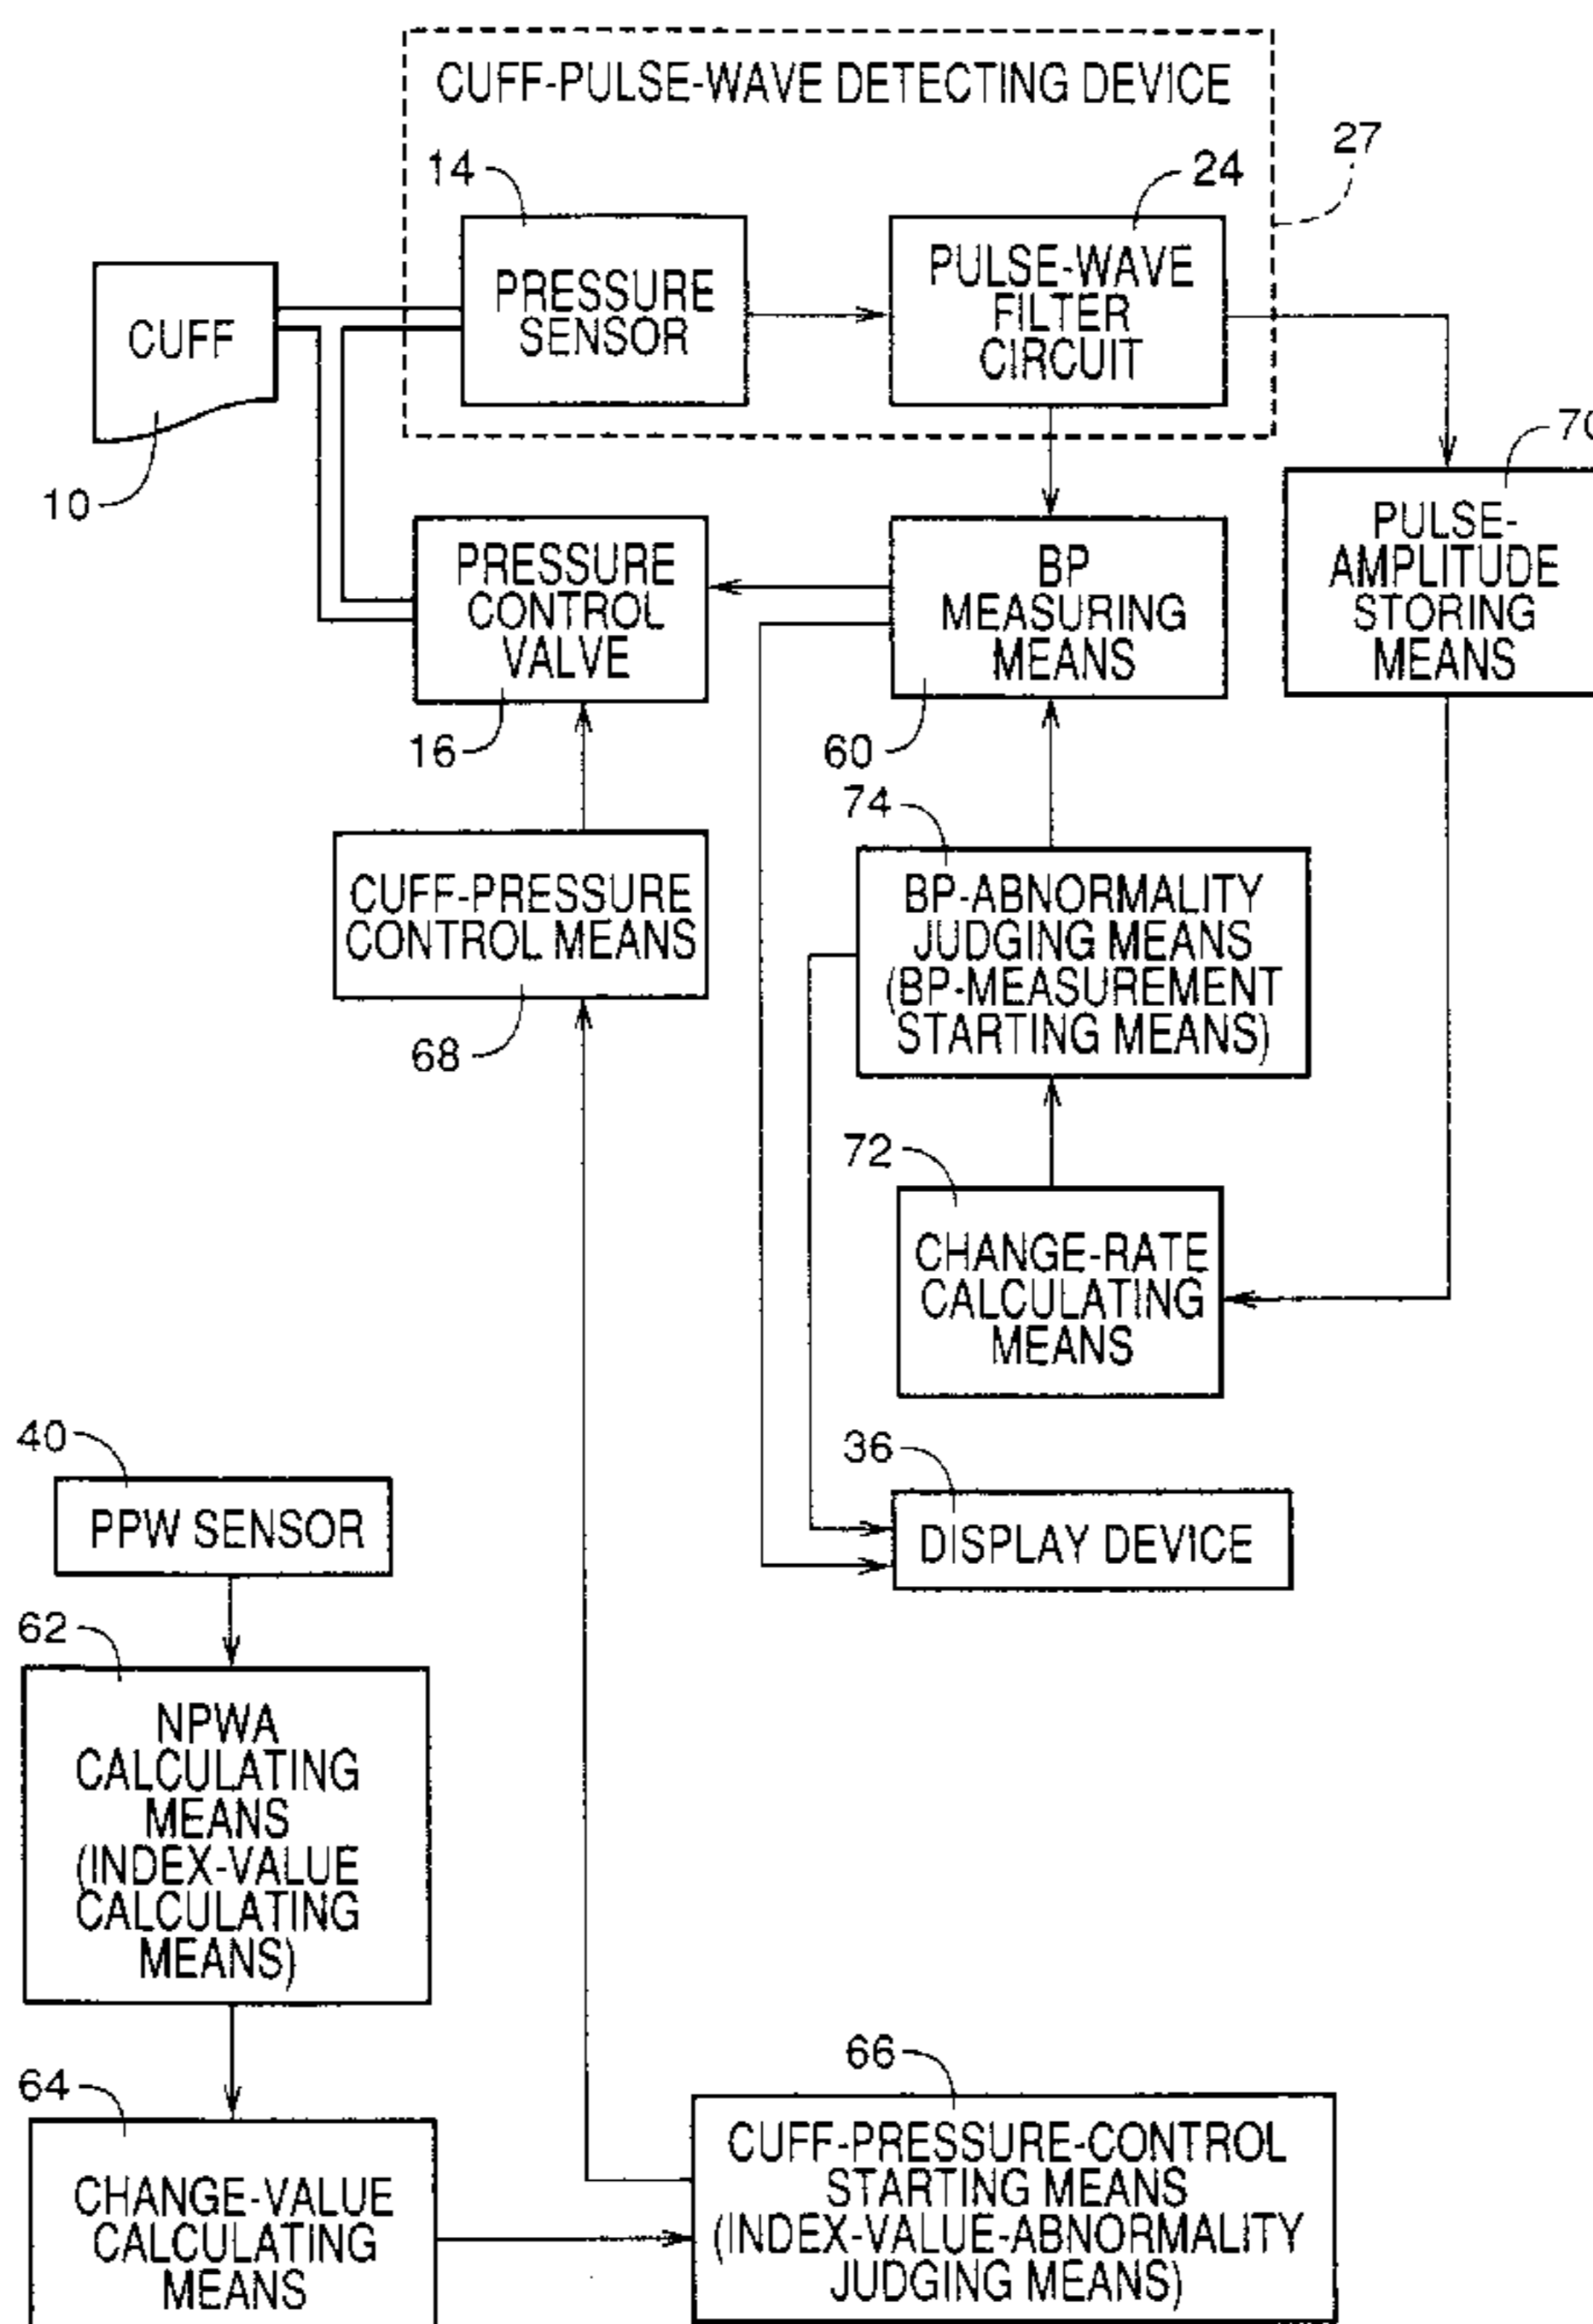 CUFF-PULSE-WAVE DETECTING DEVICE
27
14
24
PRESSURE
SENSOR
PULSE-WAVE
FILTER
CIRCUIT
CUFF
10
70
PULSE-
AMPLITUDE
STORING
MEANS
PRESSURE
CONTROL
VALVE
16
BP
MEASURING
MEANS
60
74
CUFF-PRESSURE
CONTROL MEANS
68
BP-ABNORMALITY
JUDGING MEANS
(BP-MEASUREMENT
STARTING MEANS)
72
CHANGE-RATE
CALCULATING
MEANS
40
PPW SENSOR
36
DISPLAY DEVICE
62
NPWA
CALCULATING
MEANS
(INDEX-VALUE
CALCULATING
MEANS)
64
CHANGE-VALUE
CALCULATING
MEANS
66
CUFF-PRESSURE-CONTROL
STARTING MEANS
(INDEX-VALUE-ABNORMALITY
JUDGING MEANS)